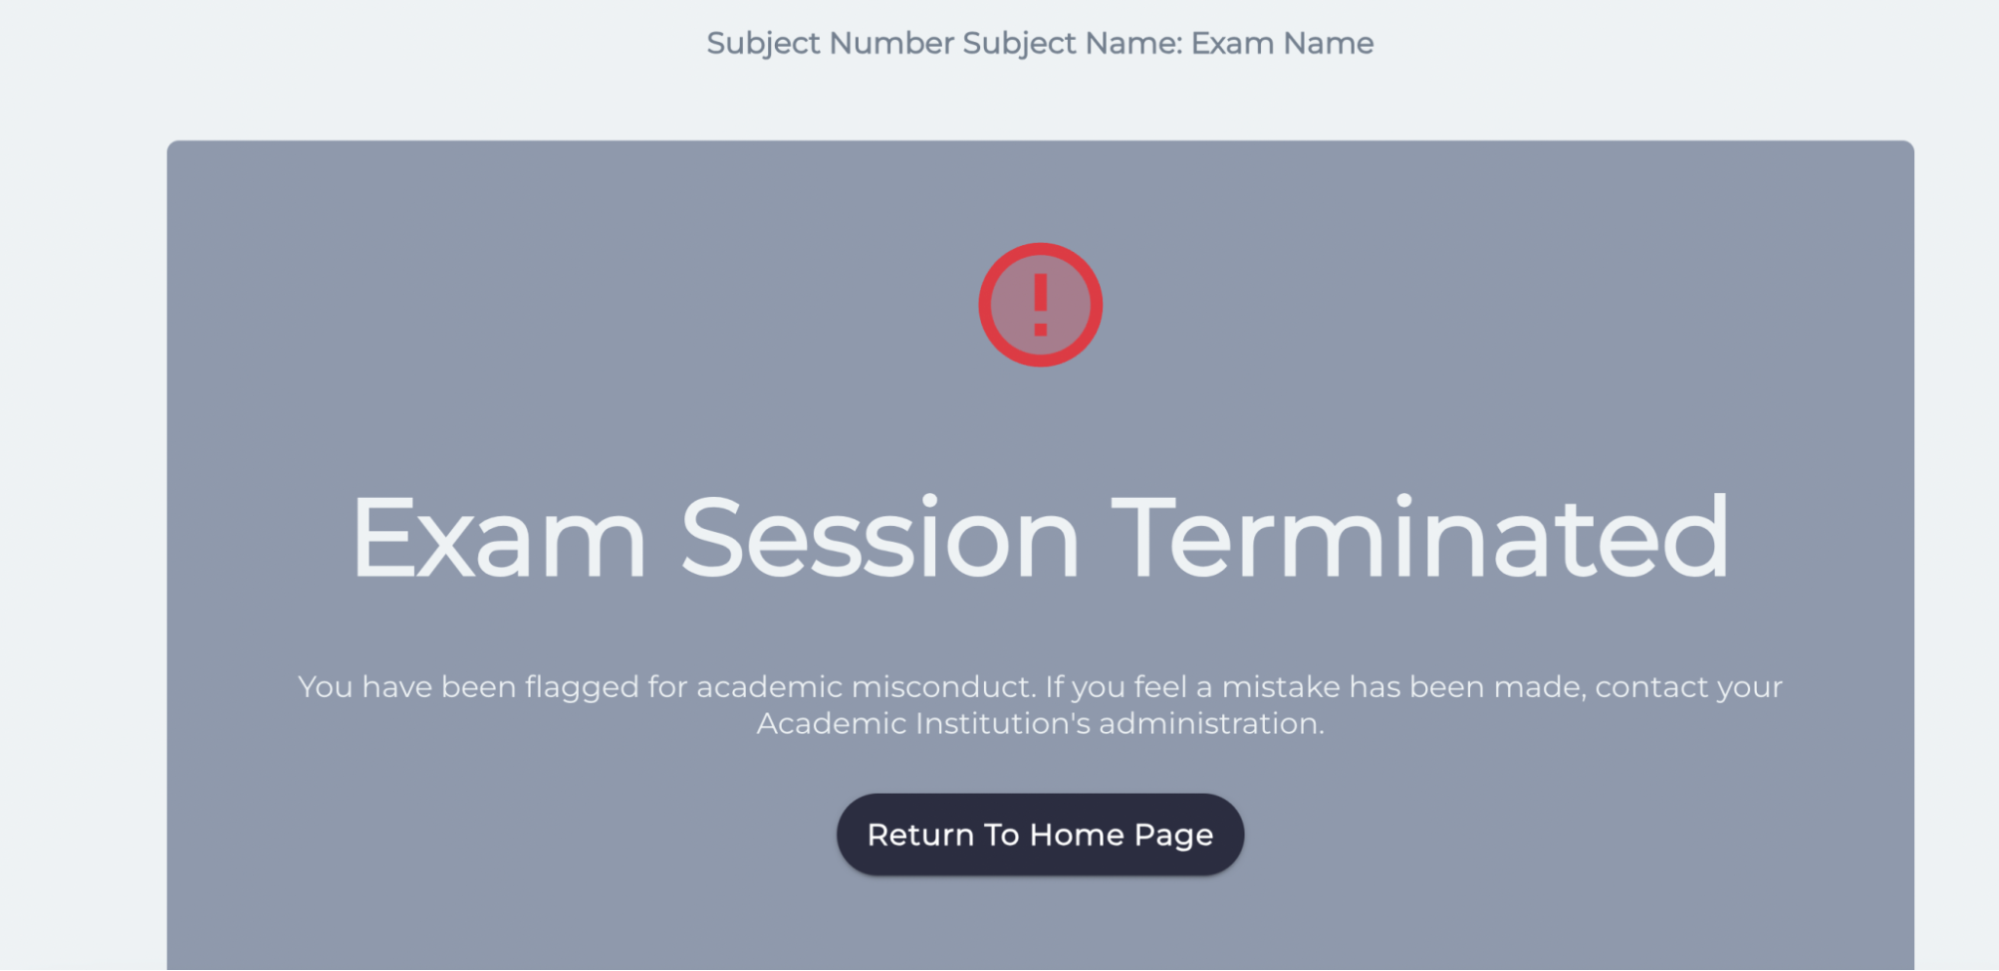 Subject Number Subject Name: Exam Name
!
Exam Session Terminated
You have been flagged for academic misconduct. If you feel a mistake has been made, contact your
Academic Institution's administration.
Return To Home Page